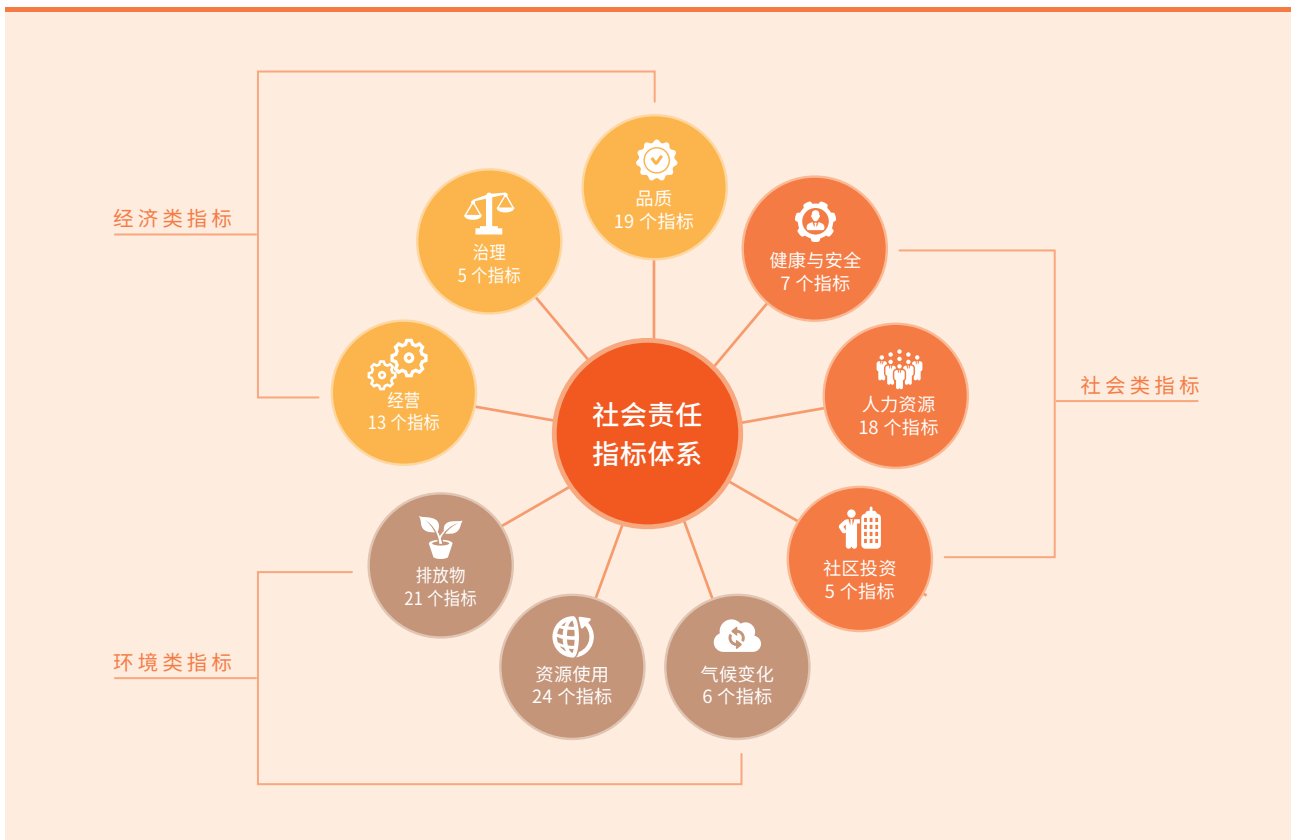 经济类指标
品质
19 个指标
治理
5 个指标
经营
13 个指标
健康与安全
7 个指标
人力资源
18 个指标
社区投资
5 个指标
社会类指标
社会责任
指标体系
排放物
21 个指标
资源使用
24 个指标
气候变化
6 个指标
环境类指标